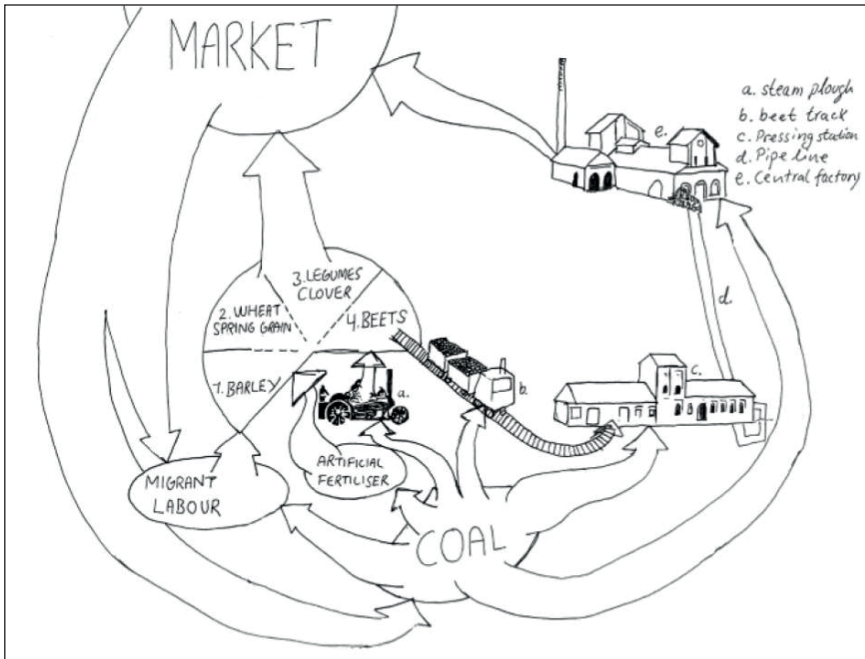 MARKET
a. steam plough
b. beet track
c. Pressing station
d. Pipe line
e. Central factory
e.
3. LEGUMES
CLOVER
2. WHEAT
SPRING GRAIN
4. BEETS
d.
1. BARLEY
a.
b.
c.
ARTIFICIAL
FERTILISER
MIGRANT
LABOUR
COAL